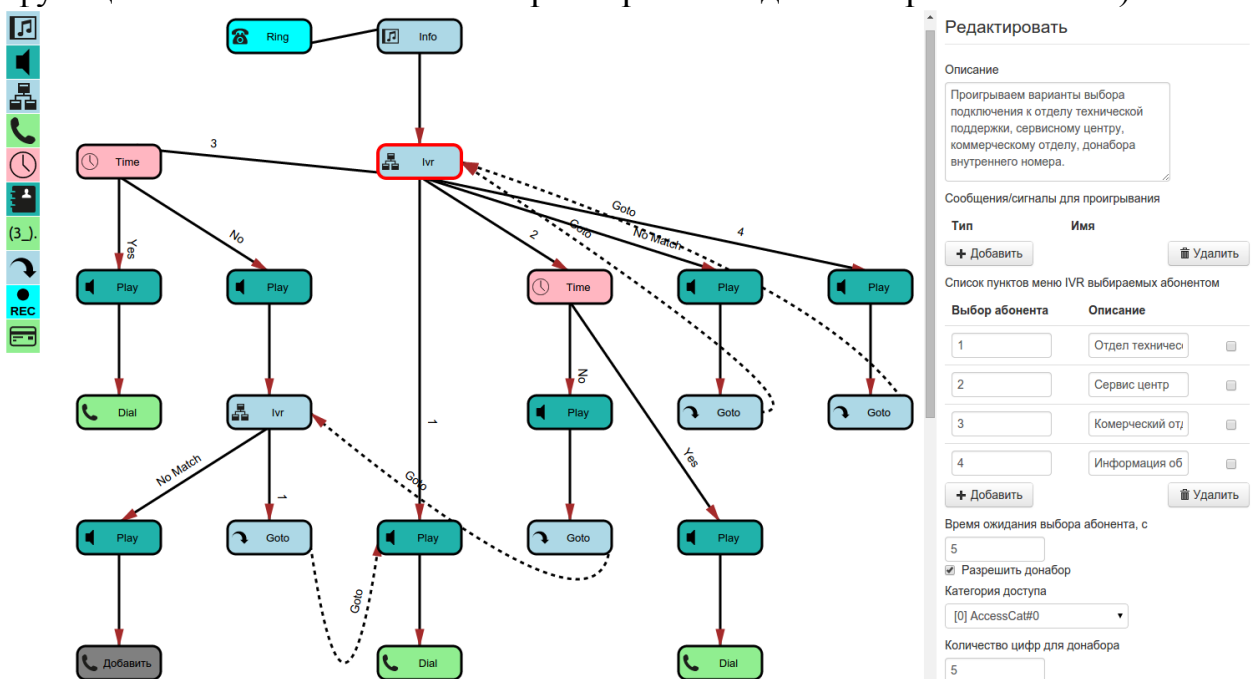 (3_).
REC
Ring
Info
3
Time
Ivr
Goto
Goto
No Match
4
2
Yes
No
Play
Play
Time
Play
Play
No
Dial
Ivr
1
Play
Goto
Goto
No Match
1
Goto
Yes
Play
Goto
Play
Goto
Play
Goto
Добавить
Dial
Dial
Редактировать
Описание
Проигрываем варианты выбора
подключения к отделу технической
поддержки, сервисному центру,
коммерческому отделу, донабора
внутреннего номера.
Сообщения/сигналы для проигрывания
Тип Имя
+ Добавить Удалить
Список пунктов меню IVR выбираемых абонентом
Выбор абонента Описание
1 Отдел техничес
2 Сервис центр
3 Комерческий от
4 Информация об
+ Добавить Удалить
Время ожидания выбора абонента, с
5
Разрешить донабор
Категория доступа
[0] AccessCat#0
Количество цифр для донабора
5